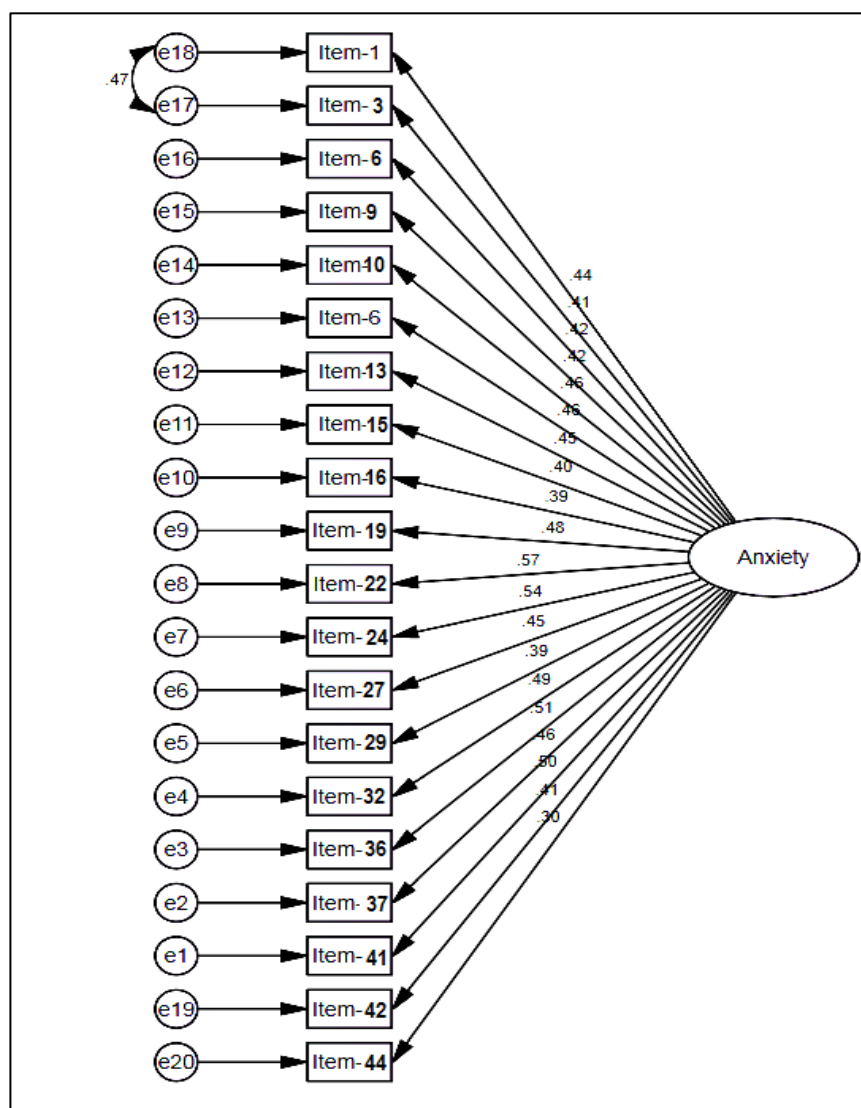 e18 Item-1
.47
e17 Item- 3
e16 Item- 6
e15 Item-9
e14 Item-10
e13 Item-6
e12 Item-13
e11 Item-15
e10 Item-16
e9 Item-19
e8 Item-22
e7 Item-24
e6 Item-27
e5 Item-29
e4 Item-32
e3 Item-36
e2 Item- 37
e1 Item-41
e19 Item-42
e20 Item-44
.44
.41
.42
.42
.46
.46
.45
.40
.39
.48
.57
.54
.45
.39
.49
.51
.46
.50
.41
.30
Anxiety